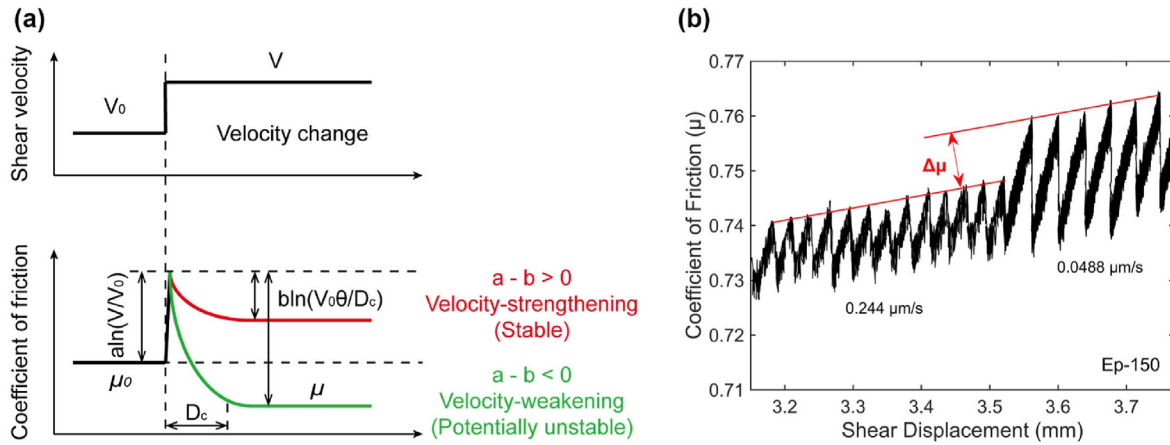 (a)
Shear velocity
V₀
V
Velocity change
Coefficient of friction
aln(V/V₀)
μ₀
bln(V₀θ/D꜀)
μ
D꜀
a - b > 0
Velocity-strengthening
(Stable)
a - b < 0
Velocity-weakening
(Potentially unstable)
(b)
Coefficient of Friction (μ)
0.77
0.76
0.75
0.74
0.73
0.72
0.71
Δμ
0.244 μm/s
0.0488 μm/s
Ep-150
3.2 3.3 3.4 3.5 3.6 3.7
Shear Displacement (mm)